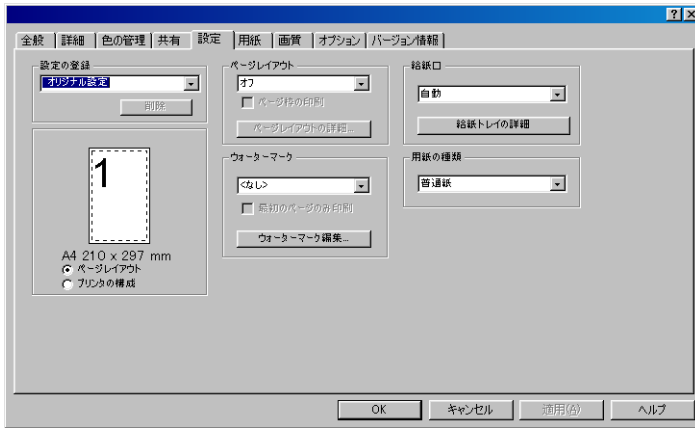 全般 詳細 色の管理 共有 設定 用紙 画質 オプション バージョン情報
設定の登録
オリジナル設定
削除
1
A4 210 x 297 mm
ページレイアウト
プリンタの構成
ページレイアウト
オフ
ページ枠の印刷
ページレイアウトの詳細...
ウォーターマーク
<なし>
最初のページのみ印刷
ウォーターマーク編集...
給紙口
自動
給紙トレイの詳細
用紙の種類
普通紙
OK キャンセル 適用(A) ヘルプ